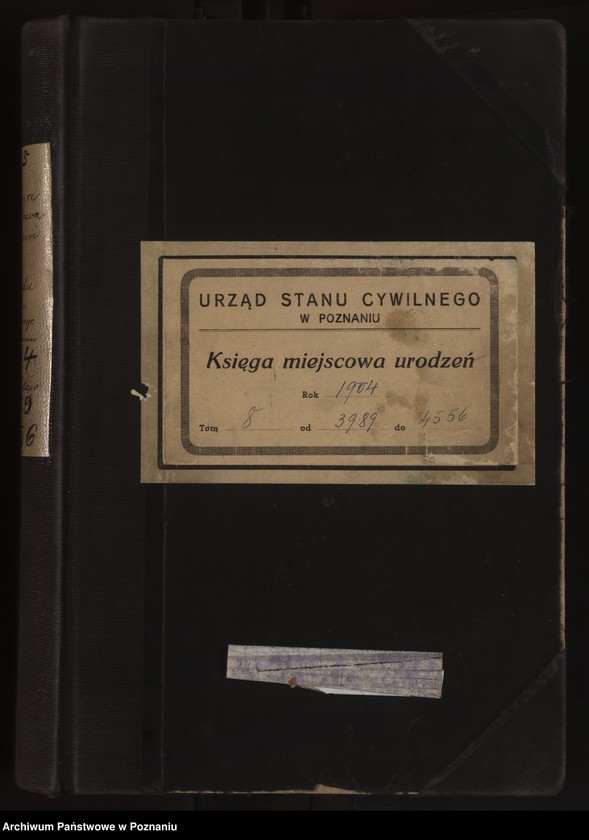 URZĄD STANU CYWILNEGO
W POZNANIU
Księga miejscowa urodzeń
Rok 1904
Tom 8 od 3989 do 4556
Archiwum Państwowe w Poznaniu